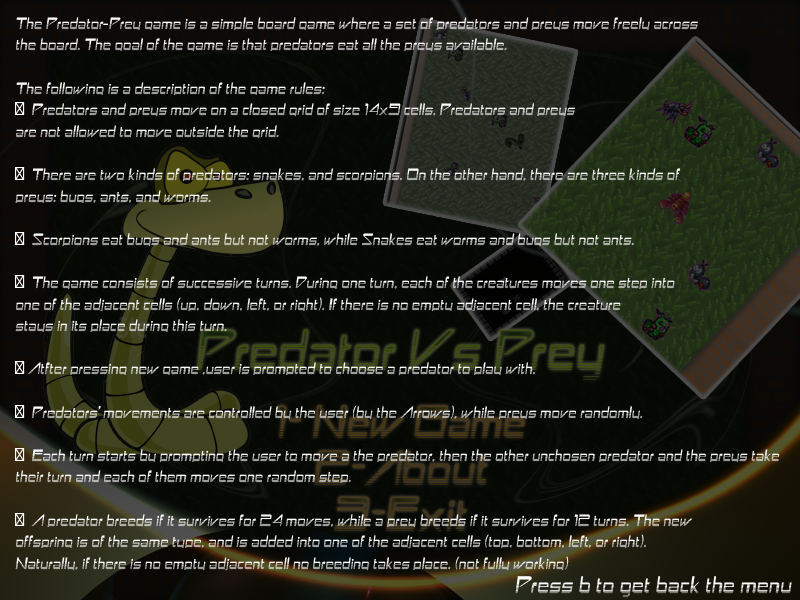 The Predator-Prey game is a simple board game where a set of predators and preys move freely across
the board. The goal of the game is that predators eat all the preys available.
The following is a description of the game rules:
Predators and preys move on a closed grid of size 14x9 cells. Predators and preys
are not allowed to move outside the grid.
There are two kinds of predators: snakes, and scorpions. On the other hand, there are three kinds of
preys: bugs, ants, and worms.
Scorpions eat bugs and ants but not worms, while Snakes eat worms and bugs but not ants.
The game consists of successive turns. During one turn, each of the creatures moves one step into
one of the adjacent cells (up, down, left, or right). If there is no empty adjacent cell, the creature
stays in its place during this turn.
Predator Vs Prey
Atfter pressing new game ,user is prompted to choose a predator to play with.
Predators' movements are controlled by the user (by the Arrows), while preys move randomly.
1-New Game
Each turn starts by prompting the user to move a the predator, then the other unchosen predator and the preys take
their turn and each of them moves one random step.
2-About
3-Exit
A predator breeds if it survives for 24 moves, while a prey breeds if it survives for 12 turns. The new
offspring is of the same type, and is added into one of the adjacent cells (top, bottom, left, or right).
Naturally, if there is no empty adjacent cell no breeding takes place. (not fully working)
Press b to get back the menu